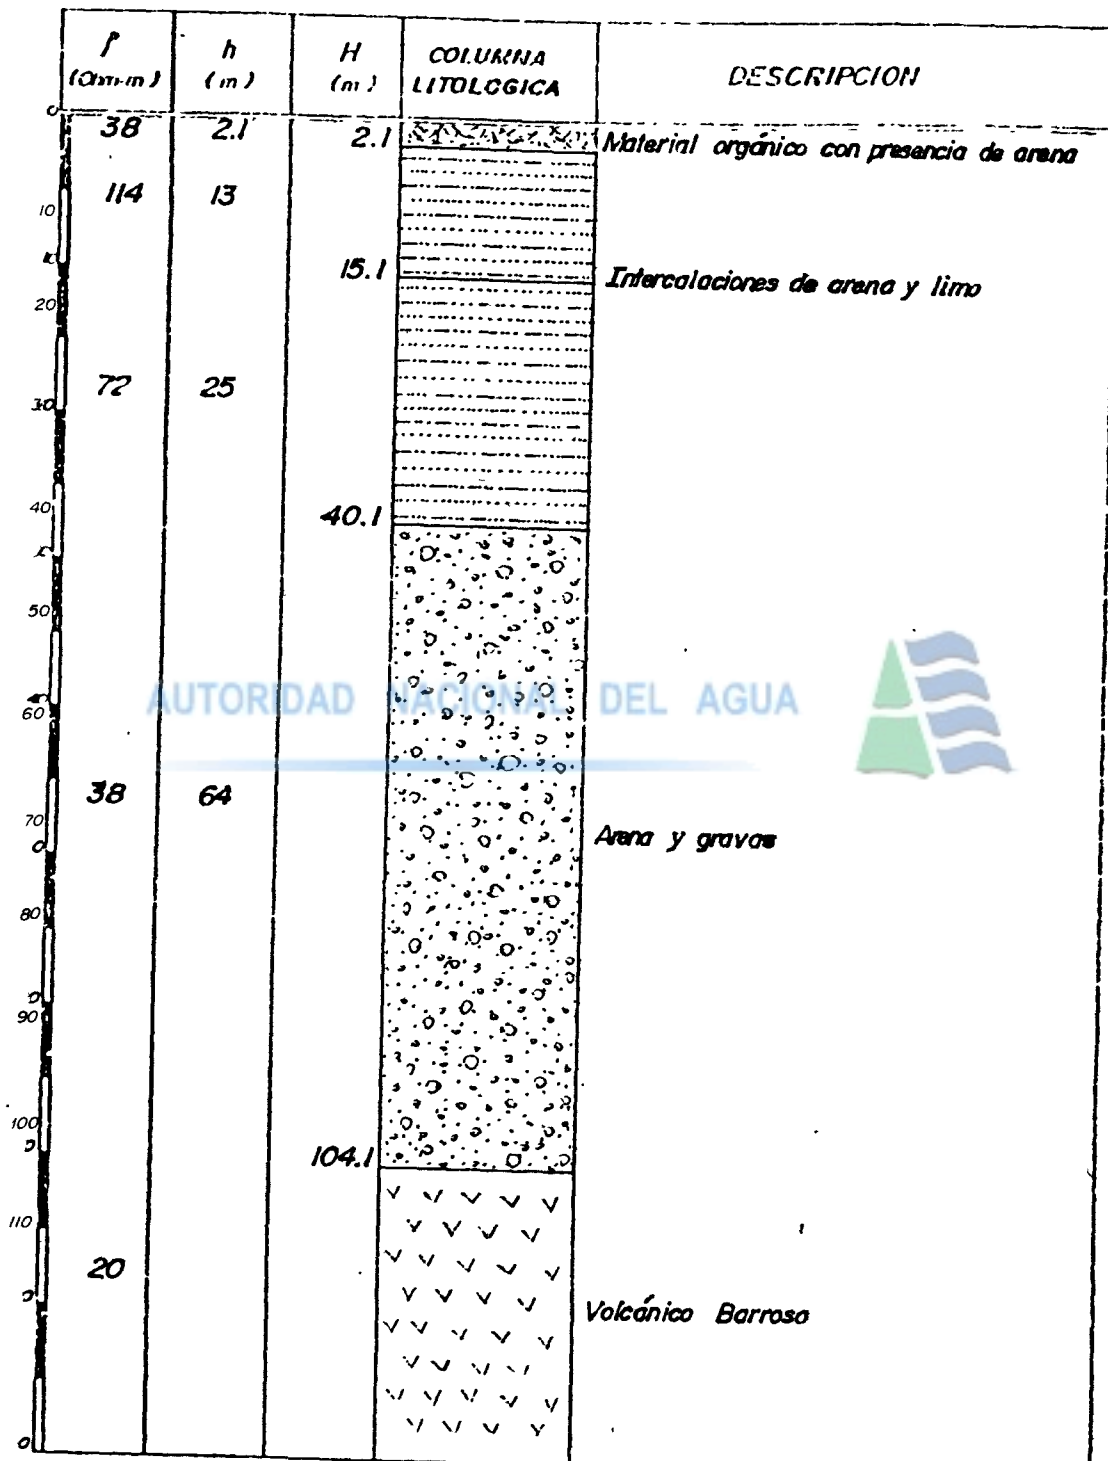 ρ h H COLUMNA DESCRIPCION
(Ohm-m) (m) (m) LITOLOGICA
0
38 2.1 2.1 Material orgánico con presencia de arena
114 13
10
15.1 Intercalaciones de arena y limo
20
72 25
30
40
40.1
50
AUTORIDAD NACIONAL DEL AGUA
60
38 64
70
Arena y gravas
80
90
100
104.1
110
20
Volcánico Barroso